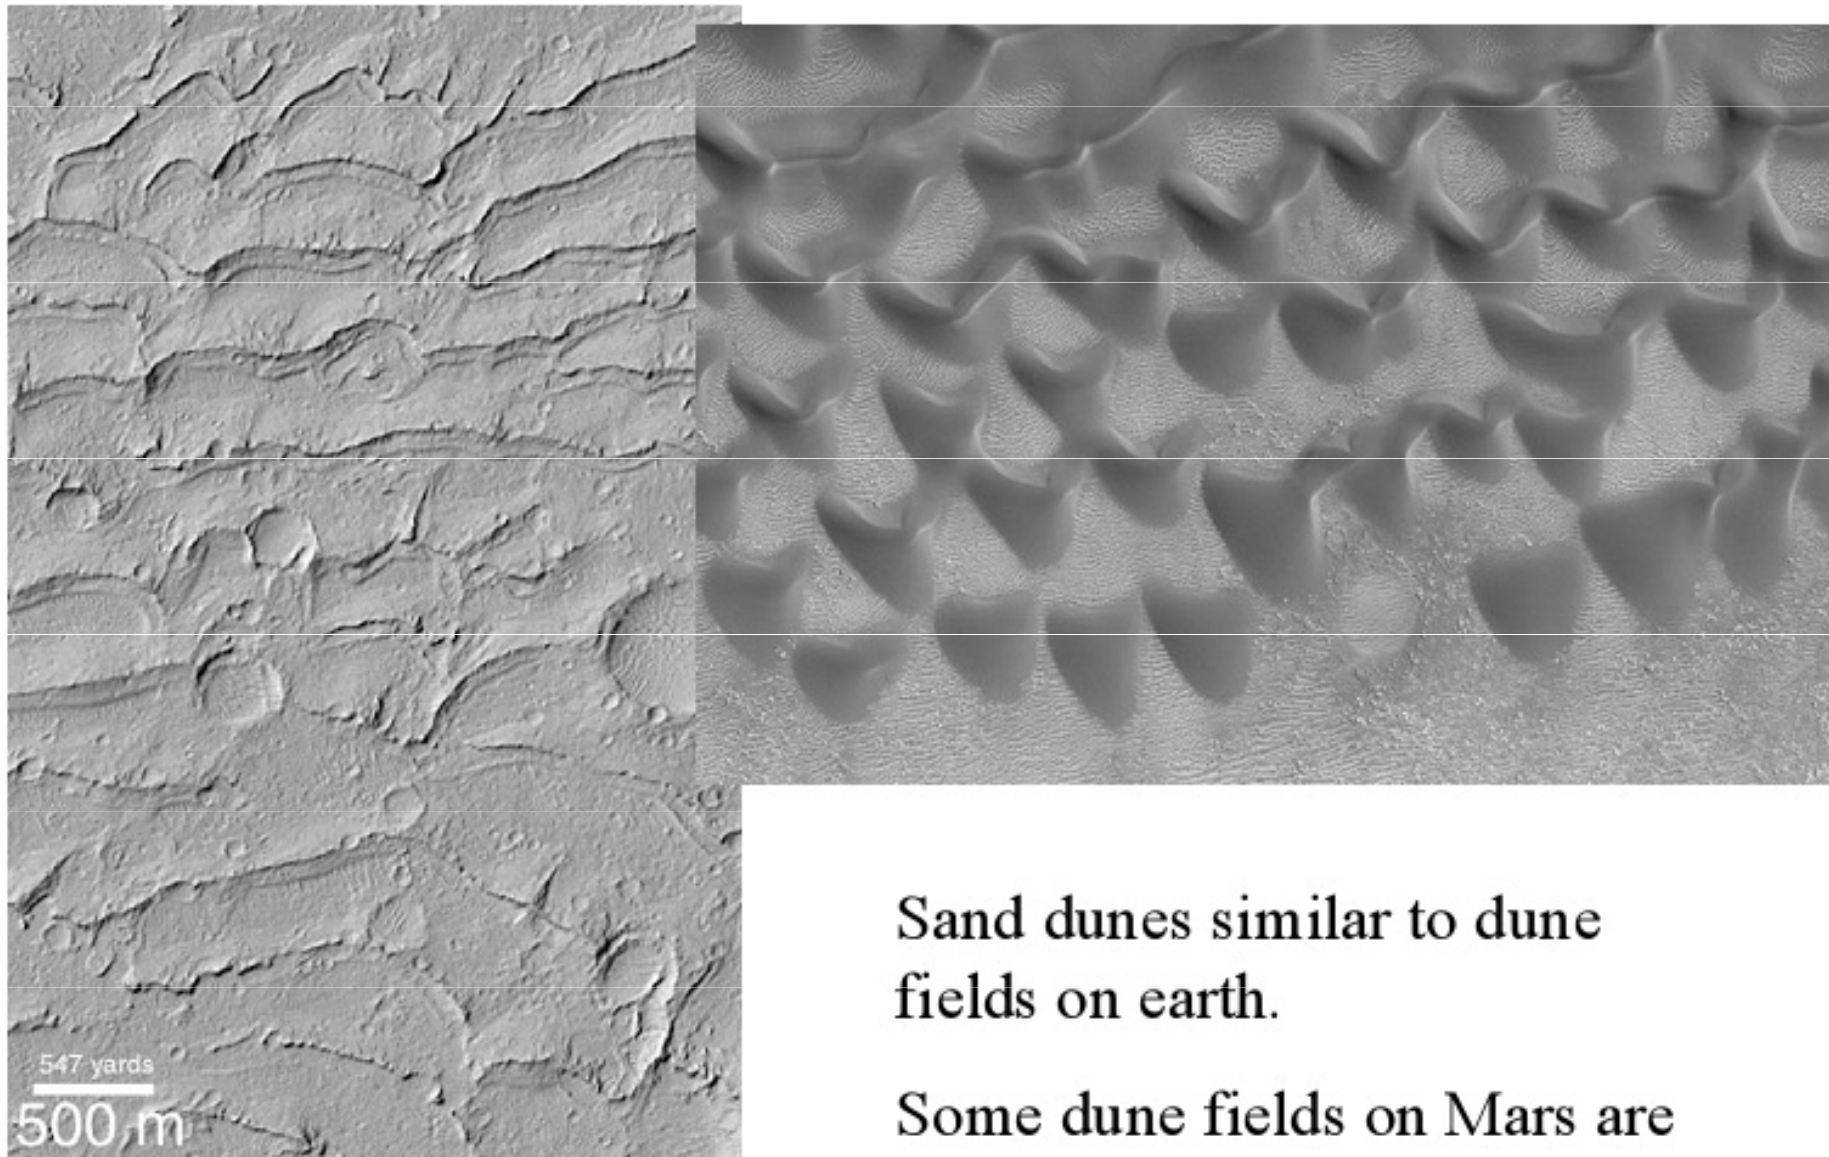 547 yards
500 m
Sand dunes similar to dune
fields on earth.
Some dune fields on Mars are